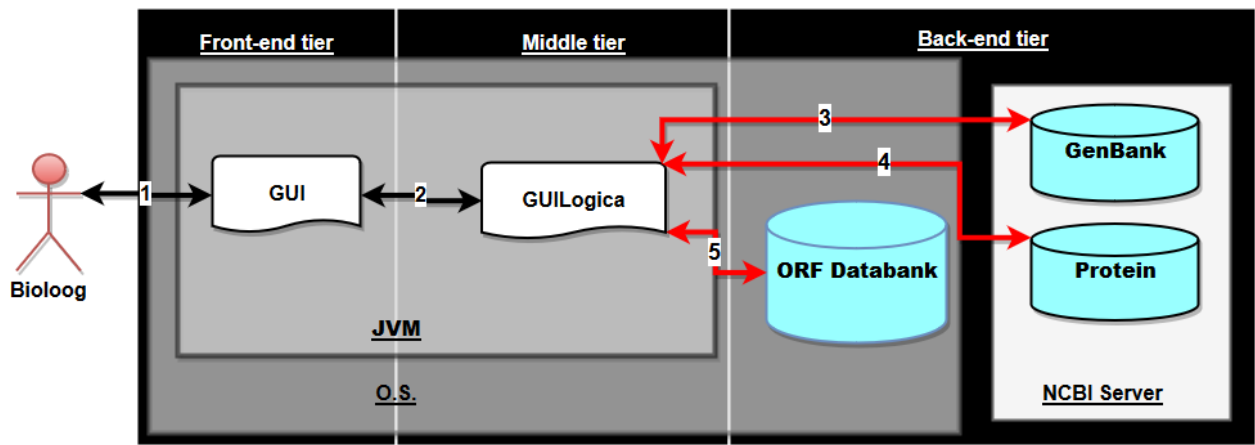 Front-end tier
Middle tier
Back-end tier
3
GenBank
4
1
GUI
2
GUILogica
5
ORF Databank
Protein
Bioloog
JVM
O.S.
NCBI Server